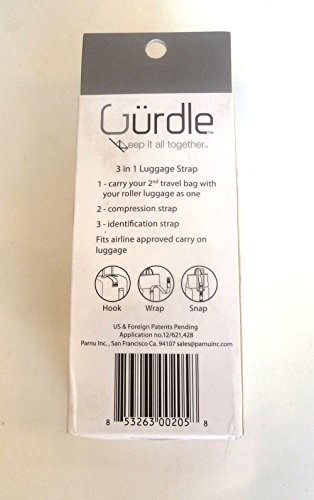 Gürdle™
keep it all together™
3 in 1 Luggage Strap
1 - carry your 2nd travel bag with
your roller luggage as one
2 - compression strap
3 - identification strap
Fits airline approved carry on
luggage
Hook Wrap Snap
US & Foreign Patents Pending
Application no.12/621,428
Parnu Inc., San Francisco Ca. 94107 sales@parnuinc.com
8 53263 00205 8